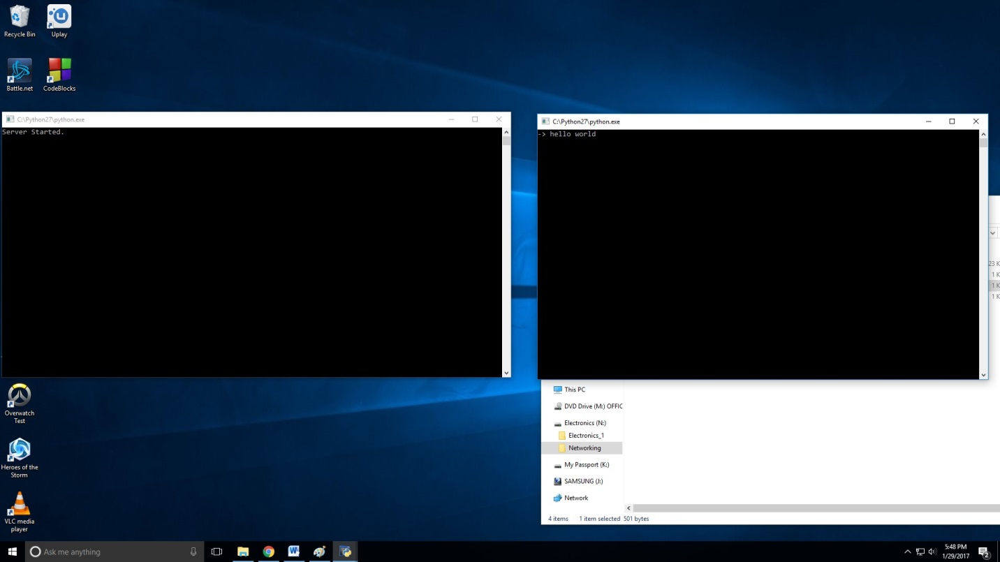 Recycle Bin
Uplay
Battle.net
CodeBlocks
C:\Python27\python.exe
Server Started.
C:\Python27\python.exe
-> hello world
23 K
1 K
1 K
1 K
This PC
DVD Drive (M:) OFFIC
Electronics (N:)
Electronics_1
Networking
My Passport (K:)
SAMSUNG (J:)
Network
4 items 1 item selected 501 bytes
Overwatch
Test
Heroes of the
Storm
VLC media
player
Ask me anything
5:48 PM
1/29/2017
2